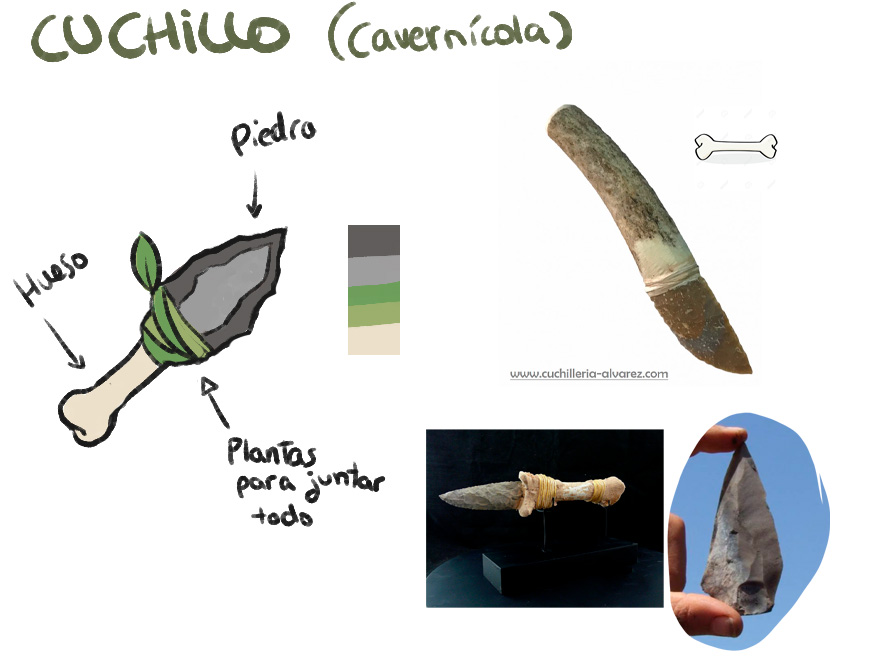 CUCHiLLO (Cavernícola)
Piedra
Hueso
www.cuchilleria-alvarez.com
Plantas
para juntar
todo